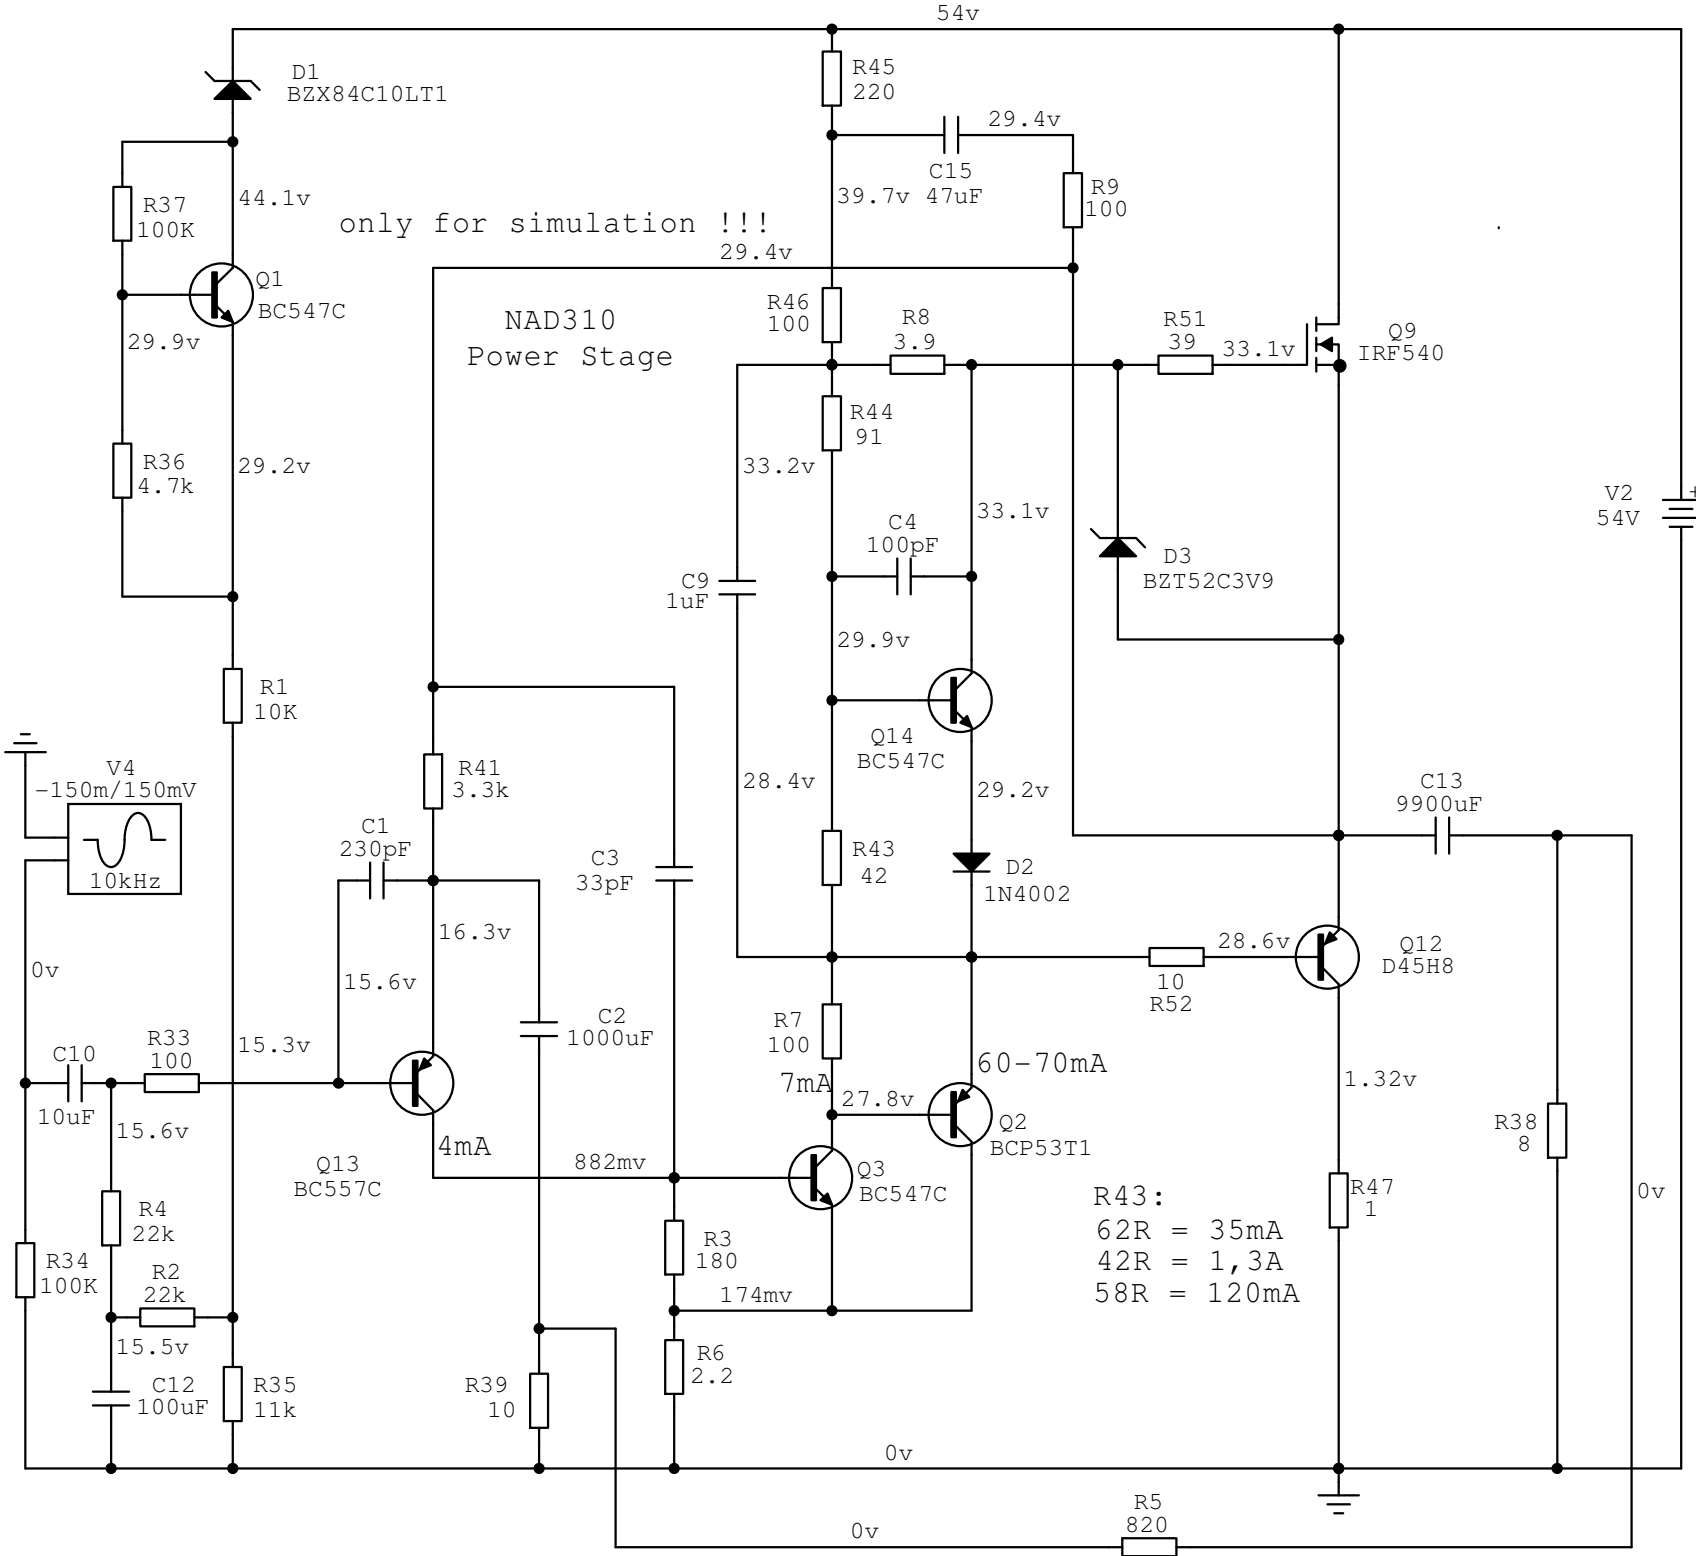 54v
D1
BZX84C10LT1
R45
220
29.4v
C15
47uF
39.7v
R9
100
R37
100K
44.1v
only for simulation !!!
29.4v
Q1
BC547C
29.9v
NAD310
Power Stage
R46
100
R8
3.9
R51
39
33.1v
Q9
IRF540
R44
91
R36
4.7k
29.2v
33.2v
33.1v
C4
100pF
V2
54V
+
D3
BZT52C3V9
C9
1uF
29.9v
R1
10K
Q14
BC547C
V4
-150m/150mV
10kHz
R41
3.3k
28.4v
29.2v
C13
9900uF
C1
230pF
C3
33pF
R43
42
D2
1N4002
16.3v
28.6v
Q12
D45H8
0v
15.6v
10
R52
C2
1000uF
R7
100
C10
10uF
R33
100
15.3v
60-70mA
7mA
27.8v
1.32v
15.6v
Q2
BCP53T1
R38
8
4mA
Q13
BC557C
882mv
Q3
BC547C
R47
1
0v
R43:
62R = 35mA
42R = 1,3A
58R = 120mA
R4
22k
R3
180
R34
100K
R2
22k
174mv
15.5v
R6
2.2
C12
100uF
R35
11k
R39
10
0v
R5
820
0v